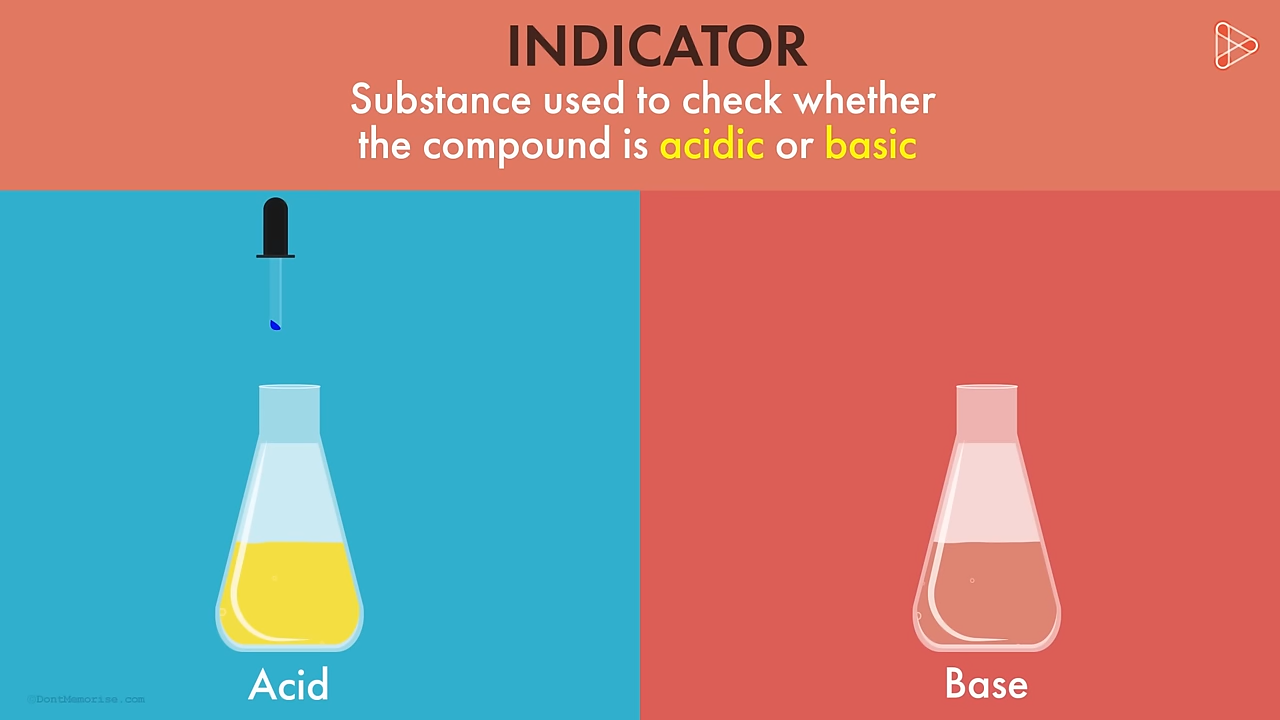 INDICATOR
Substance used to check whether
the compound is acidic or basic
Acid
Base
©DontMemorise.com